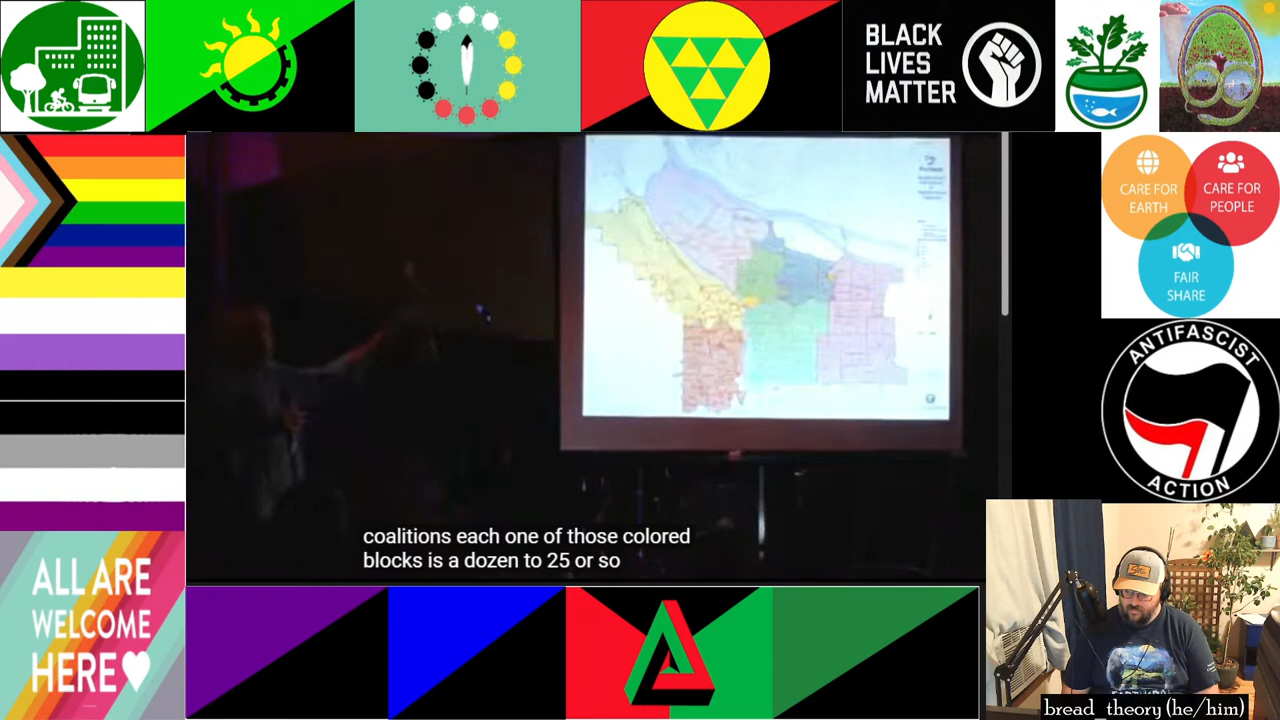 BLACK
LIVES
MATTER
CARE FOR
EARTH
CARE FOR
PEOPLE
FAIR
SHARE
ANTIFASCIST
ACTION
coalitions each one of those colored
blocks is a dozen to 25 or so
ALL ARE
WELCOME
HERE
bread_theory (he/him)